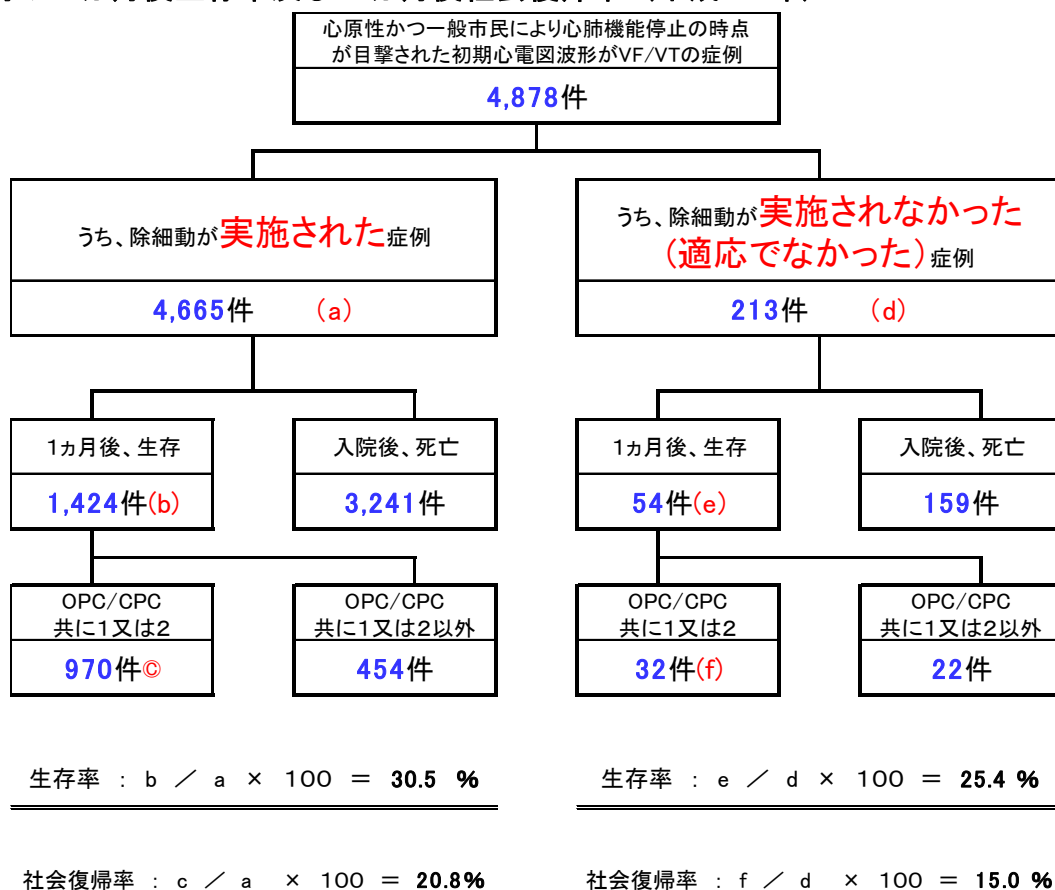 心原性かつ一般市民により心肺機能停止の時点
が目撃された初期心電図波形がVF/VTの症例
4,878件
うち、除細動が実施された症例
うち、除細動が実施されなかった
（適応でなかった）症例
4,665件 （a）
213件 （d）
1ヵ月後、生存
入院後、死亡
1ヵ月後、生存
入院後、死亡
1,424件(b)
3,241件
54件(e)
159件
OPC/CPC
共に1又は2
OPC/CPC
共に1又は2以外
OPC/CPC
共に1又は2
OPC/CPC
共に1又は2以外
970件©
454件
32件(f)
22件
生存率 ： b ／ a × 100 ＝ 30.5 %
生存率 ： e ／ d × 100 ＝ 25.4 %
社会復帰率 ： c ／ a × 100 ＝ 20.8%
社会復帰率 ： f ／ d × 100 ＝ 15.0 %